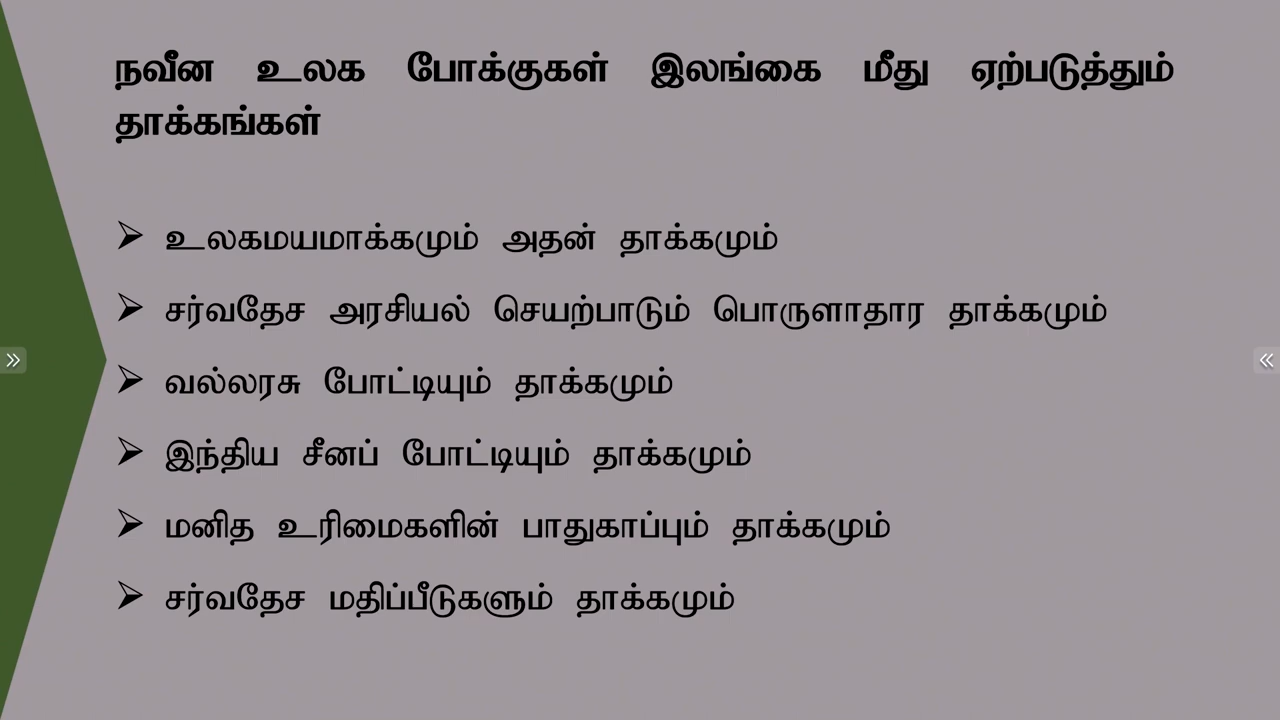 நவீன உலக போக்குகள் இலங்கை மீது ஏற்படுத்தும்
தாக்கங்கள்
உலகமயமாக்கமும் அதன் தாக்கமும்
சர்வதேச அரசியல் செயற்பாடும் பொருளாதார தாக்கமும்
வல்லரசு போட்டியும் தாக்கமும்
இந்திய சீனப் போட்டியும் தாக்கமும்
மனித உரிமைகளின் பாதுகாப்பும் தாக்கமும்
சர்வதேச மதிப்பீடுகளும் தாக்கமும்